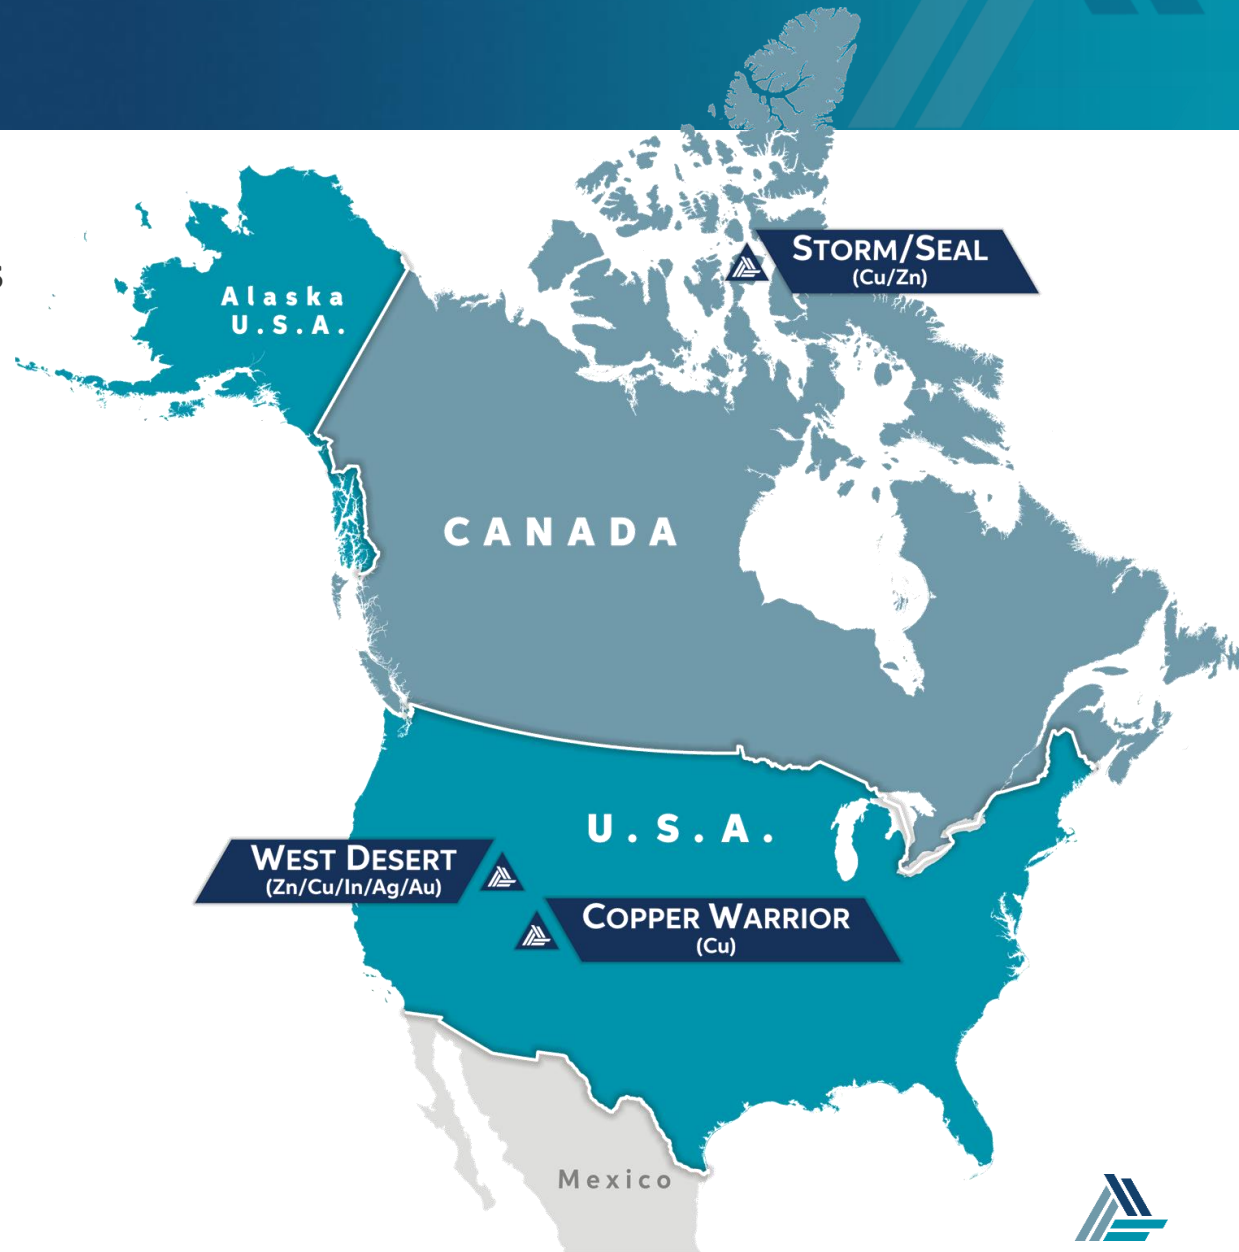 s
STORM/SEAL
(Cu/Zn)
Alaska
U.S.A.
CANADA
U.S.A.
WEST DESERT
(Zn/Cu/In/Ag/Au)
COPPER WARRIOR
(Cu)
Mexico